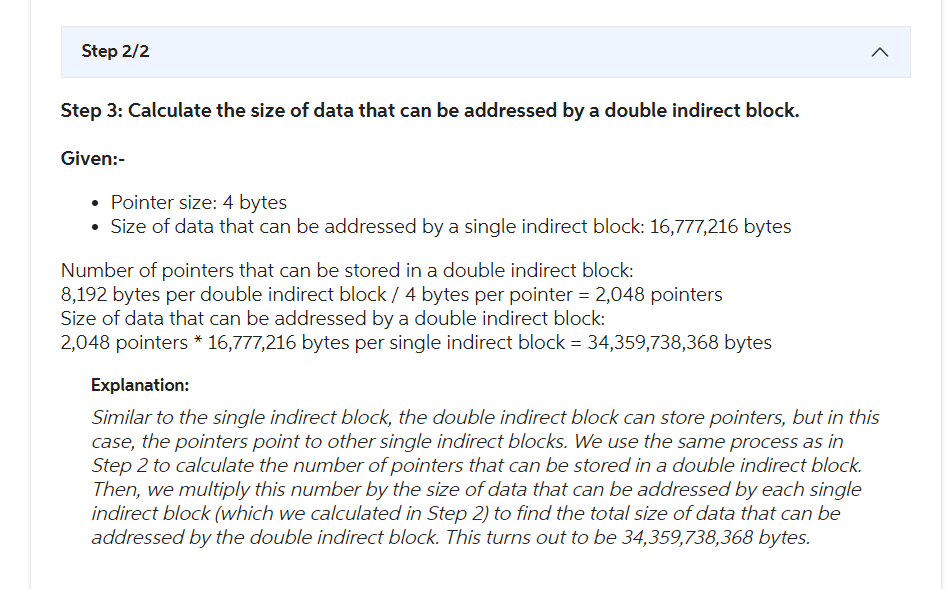 Step 2/2
Step 3: Calculate the size of data that can be addressed by a double indirect block.
Given:-
• Pointer size: 4 bytes
• Size of data that can be addressed by a single indirect block: 16,777,216 bytes
Number of pointers that can be stored in a double indirect block:
8,192 bytes per double indirect block / 4 bytes per pointer = 2,048 pointers
Size of data that can be addressed by a double indirect block:
2,048 pointers * 16,777,216 bytes per single indirect block = 34,359,738,368 bytes
Explanation:
Similar to the single indirect block, the double indirect block can store pointers, but in this
case, the pointers point to other single indirect blocks. We use the same process as in
Step 2 to calculate the number of pointers that can be stored in a double indirect block.
Then, we multiply this number by the size of data that can be addressed by each single
indirect block (which we calculated in Step 2) to find the total size of data that can be
addressed by the double indirect block. This turns out to be 34,359,738,368 bytes.